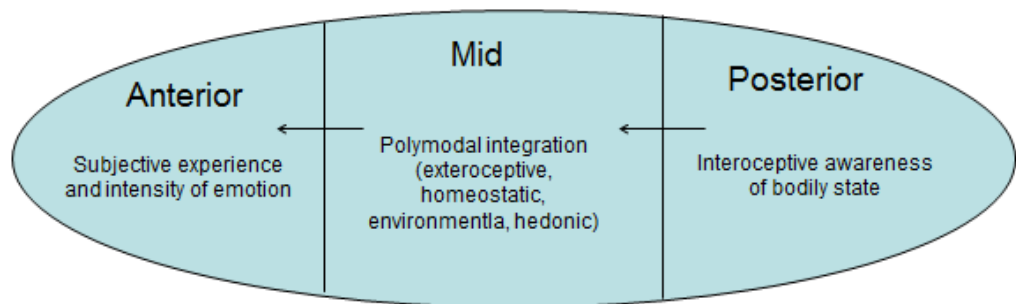 Anterior
Subjective experience
and intensity of emotion
Mid
Polymodal integration
(exteroceptive,
homeostatic,
environmentla, hedonic)
Posterior
Interoceptive awareness
of bodily state